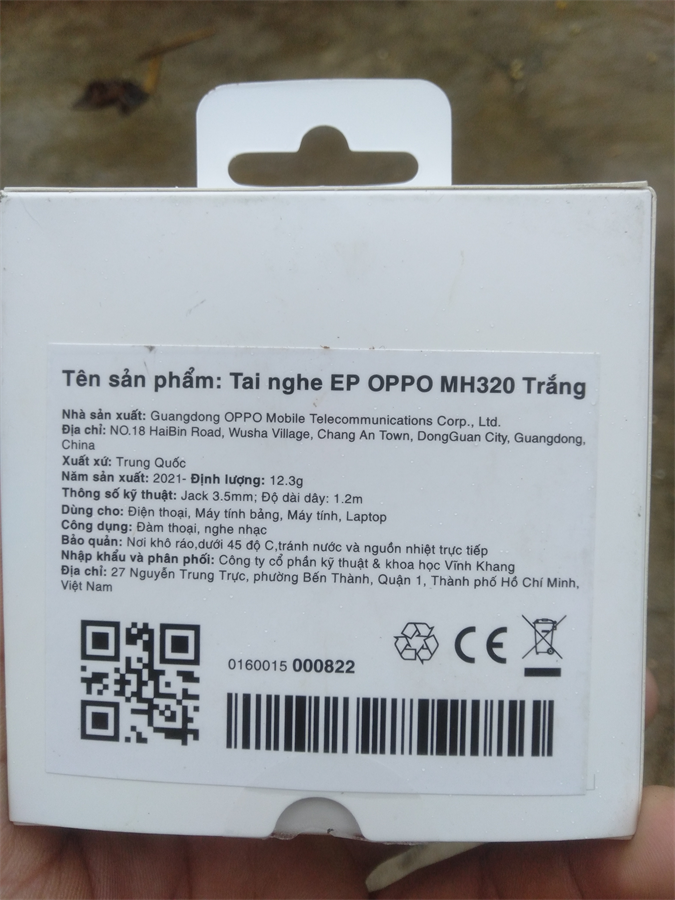 Tên sản phẩm: Tai nghe EP OPPO MH320 Trắng
Nhà sản xuất: Guangdong OPPO Mobile Telecommunications Corp., Ltd.
Địa chỉ: NO.18 HaiBin Road, Wusha Village, Chang An Town, DongGuan City, Guangdong,
China
Xuất xứ: Trung Quốc
Năm sản xuất: 2021- Định lượng: 12.3g
Thông số kỹ thuật: Jack 3.5mm; Độ dài dây: 1.2m
Dùng cho: Điện thoại, Máy tính bảng, Máy tính, Laptop
Công dụng: Đàm thoại, nghe nhạc
Bảo quản: Nơi khô ráo,dưới 45 độ C,tránh nước và nguồn nhiệt trực tiếp
Nhập khẩu và phân phối: Công ty cổ phần kỹ thuật & khoa học Vĩnh Khang
Địa chỉ: 27 Nguyễn Trung Trực, phường Bến Thành, Quận 1, Thành phố Hồ Chí Minh,
Việt Nam
0160015 000822
CE